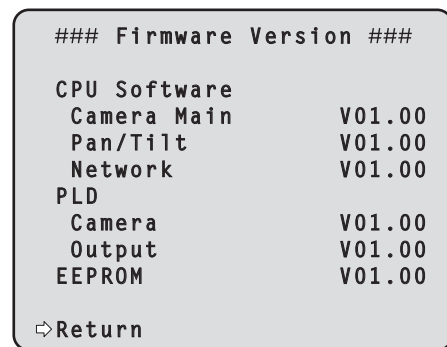 ### Firmware Version ###
CPU Software
Camera Main V01.00
Pan/Tilt V01.00
Network V01.00
PLD
Camera V01.00
Output V01.00
EEPROM V01.00
⇨Return